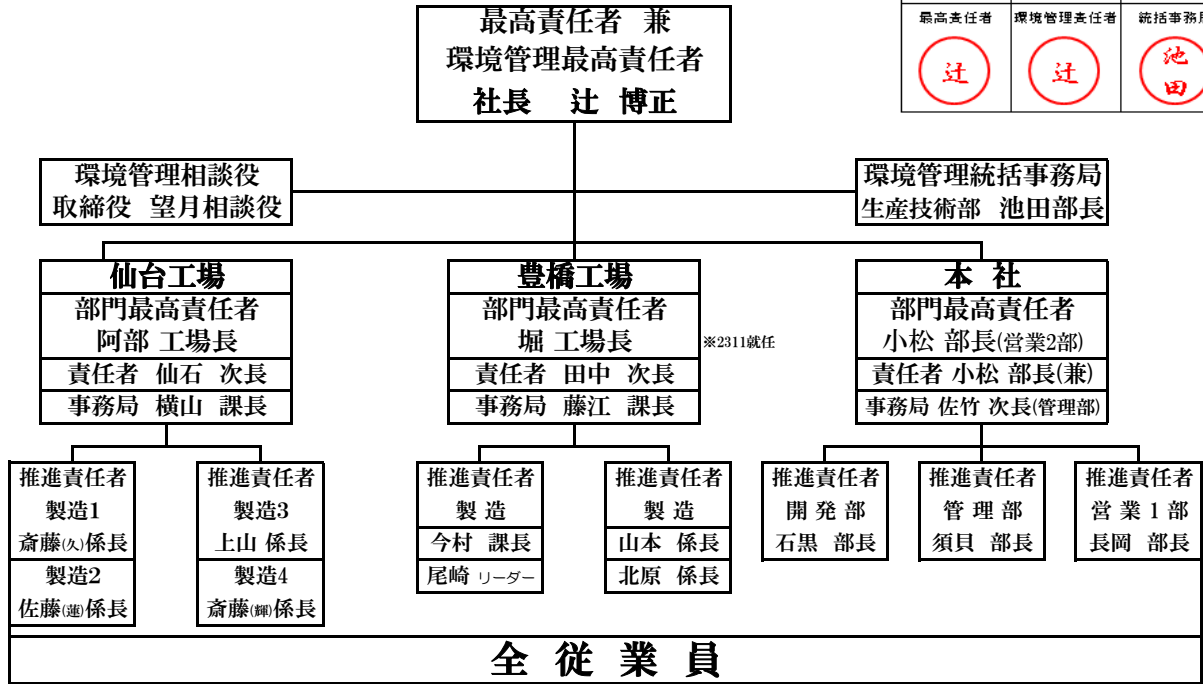 最高責任者 兼
環境管理最高責任者
社長 辻 博正
最高責任者 環境管理責任者 統括事務局
辻 辻 池田
環境管理相談役
取締役 望月相談役
環境管理統括事務局
生産技術部 池田部長
仙台工場
部門最高責任者
阿部 工場長
責任者 仙石 次長
事務局 横山 課長
豊橋工場
部門最高責任者
堀 工場長
※2311就任
責任者 田中 次長
事務局 藤江 課長
本 社
部門最高責任者
小松 部長(営業2部)
責任者 小松 部長(兼)
事務局 佐竹 次長(管理部)
推進責任者
製造1
斎藤(久)係長
製造2
佐藤(蓮)係長
推進責任者
製造3
上山 係長
製造4
斎藤(輝)係長
推進責任者
製 造
今村 課長
尾崎 リーダー
推進責任者
製 造
山本 係長
北原 係長
推進責任者
開 発 部
石黒 部長
推進責任者
管 理 部
須貝 部長
推進責任者
営 業 1 部
長岡 部長
全 従 業 員